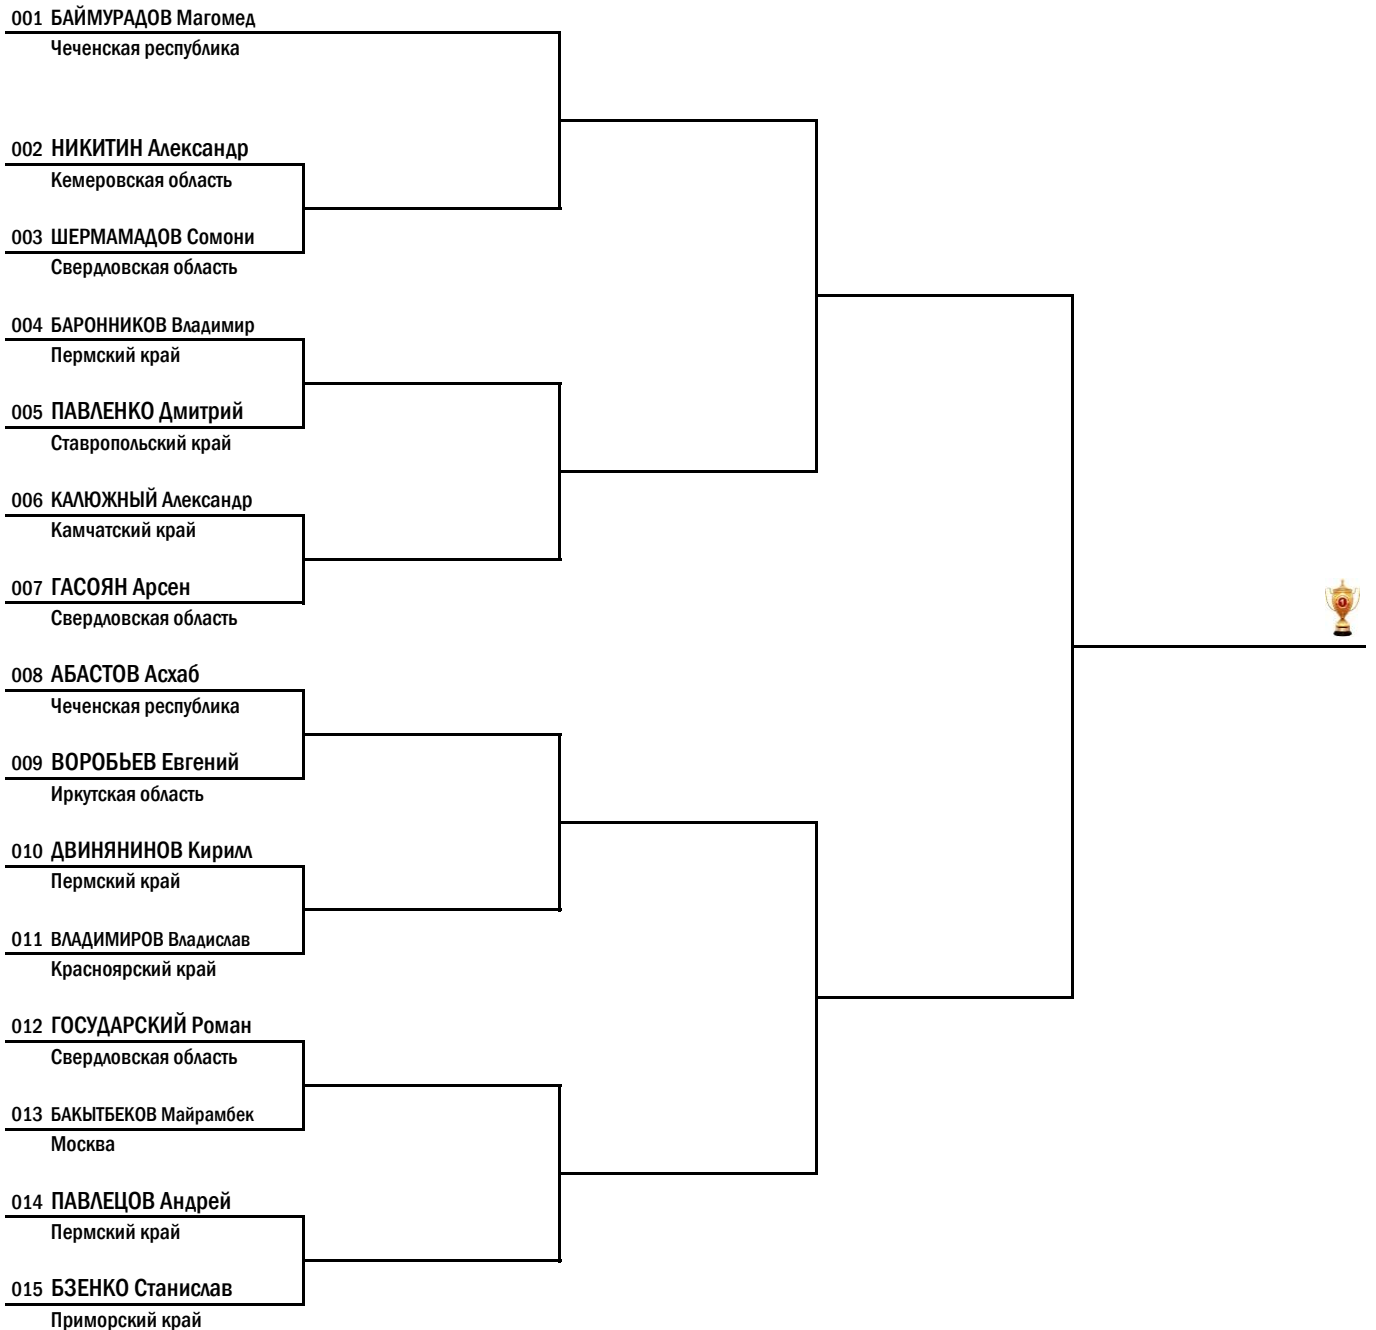 001 БАЙМУРАДОВ Магомед
Чеченская республика
002 НИКИТИН Александр
Кемеровская область
003 ШЕРМАМАДОВ Сомони
Свердловская область
004 БАРОННИКОВ Владимир
Пермский край
005 ПАВЛЕНКО Дмитрий
Ставропольский край
006 КАЛЮЖНЫЙ Александр
Камчатский край
007 ГАСОЯН Арсен
Свердловская область
008 АБАСТОВ Асхаб
Чеченская республика
009 ВОРОБЬЕВ Евгений
Иркутская область
010 ДВИНЯНИНОВ Кирилл
Пермский край
011 ВЛАДИМИРОВ Владислав
Красноярский край
012 ГОСУДАРСКИЙ Роман
Свердловская область
013 БАКЫТБЕКОВ Майрамбек
Москва
014 ПАВЛЕЦОВ Андрей
Пермский край
015 БЗЕНКО Станислав
Приморский край